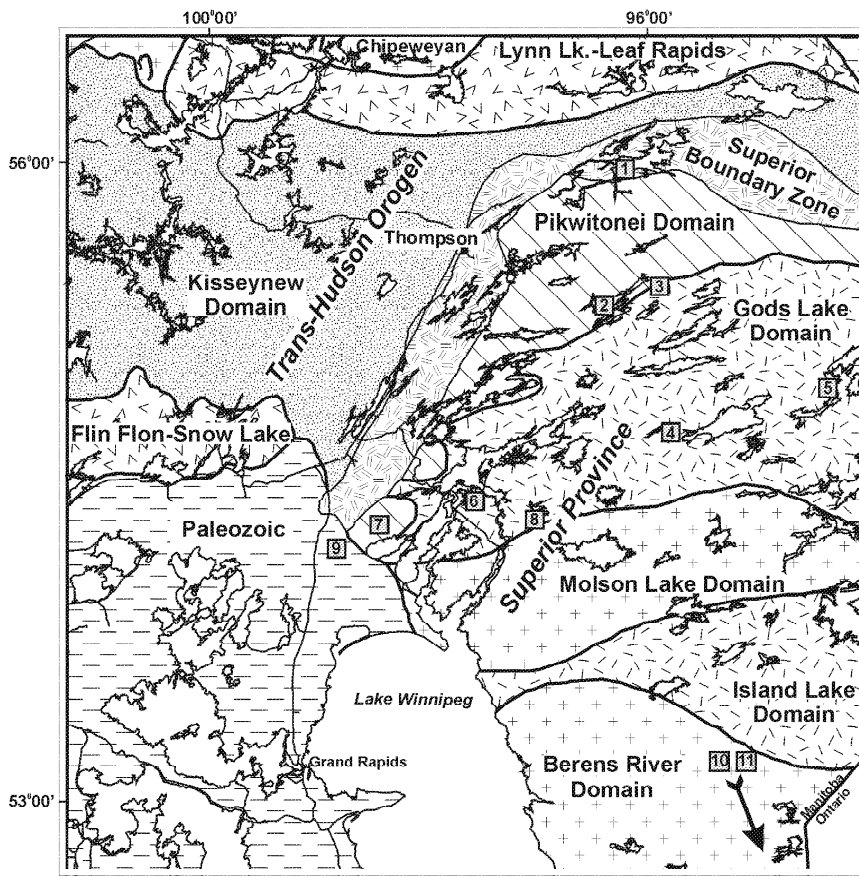 100°00' 96°00'
Chipeweyan
Lynn Lk.-Leaf Rapids
56°00'
Superior
Boundary Zone
1
Trans-Hudson Orogen
Pikwitonei Domain
Thompson
Kisseynew
Domain
2
3
Gods Lake
Domain
5
4
Flin Flon-Snow Lake
Superior Province
6
8
7
9
Paleozoic
Molson Lake Domain
Lake Winnipeg
Island Lake
Domain
Grand Rapids
Berens River
Domain
10 11
53°00'
Manitoba
Ontario